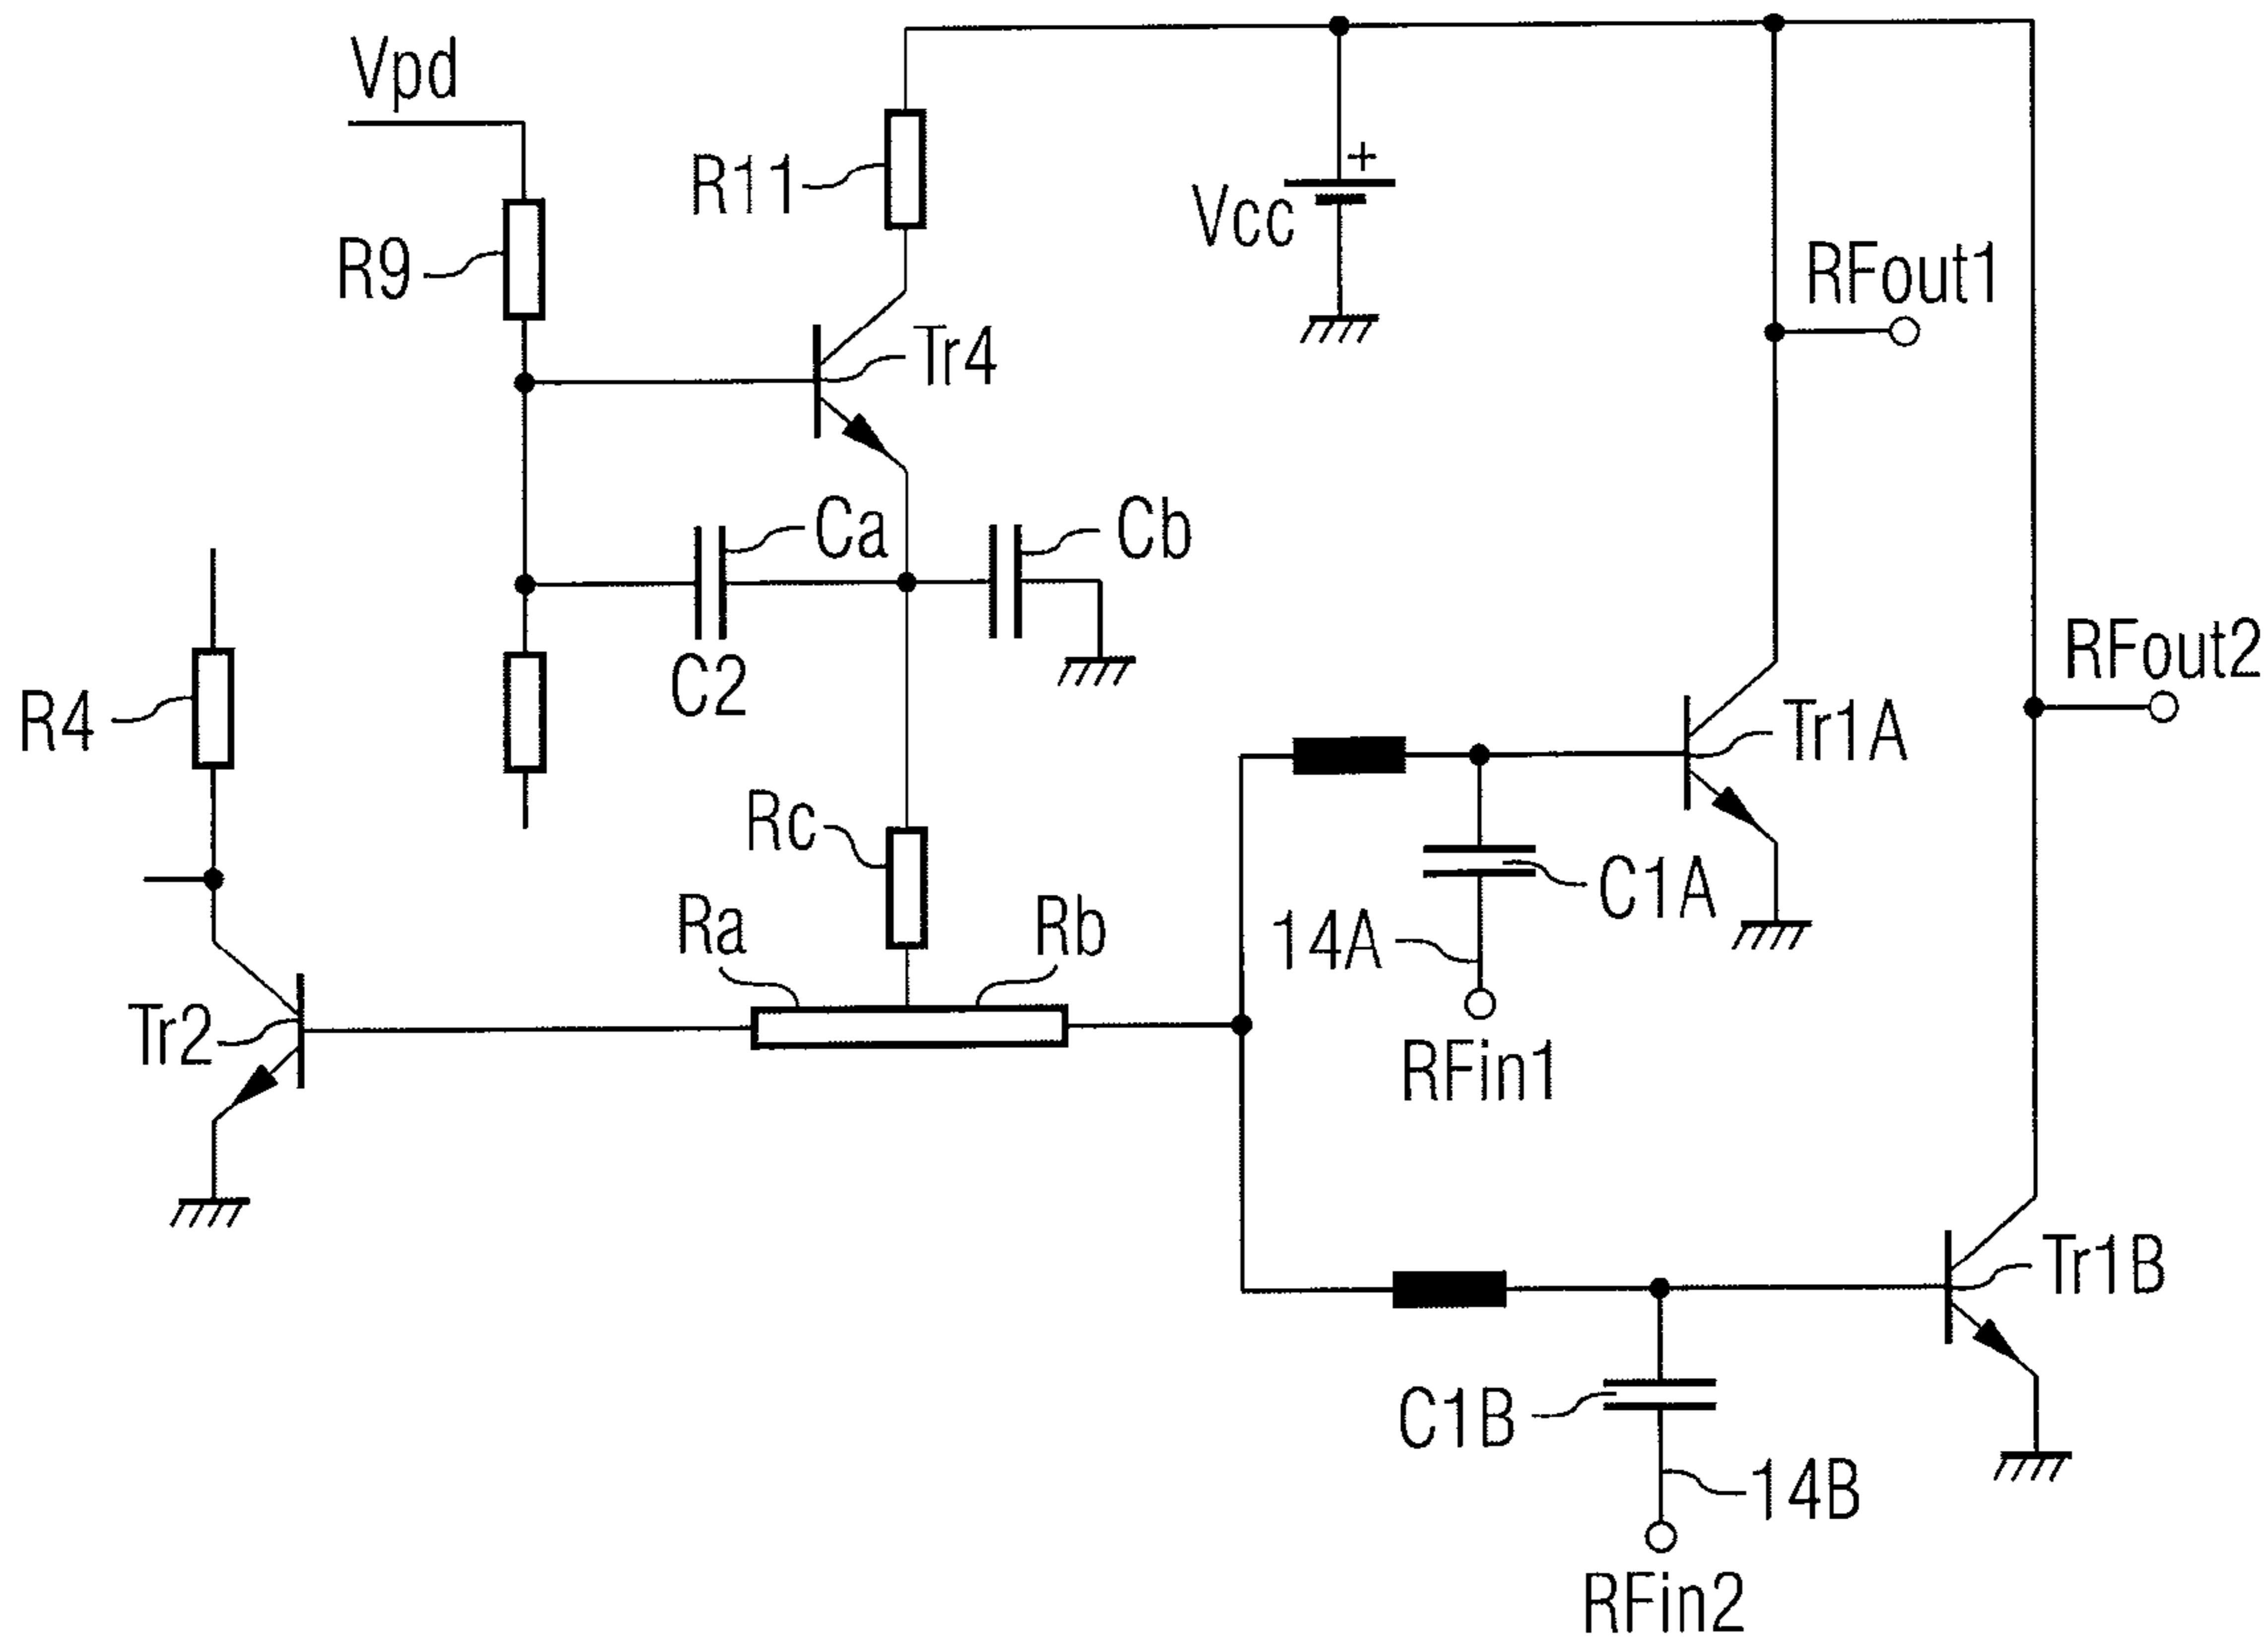 Vpd
R11
+
Vcc
R9
RFout1
Tr4
Ca
Cb
C2
R4
RFout2
Tr1A
Rc
C1A
Ra
Rb
14A
Tr2
RFin1
Tr1B
C1B
14B
RFin2